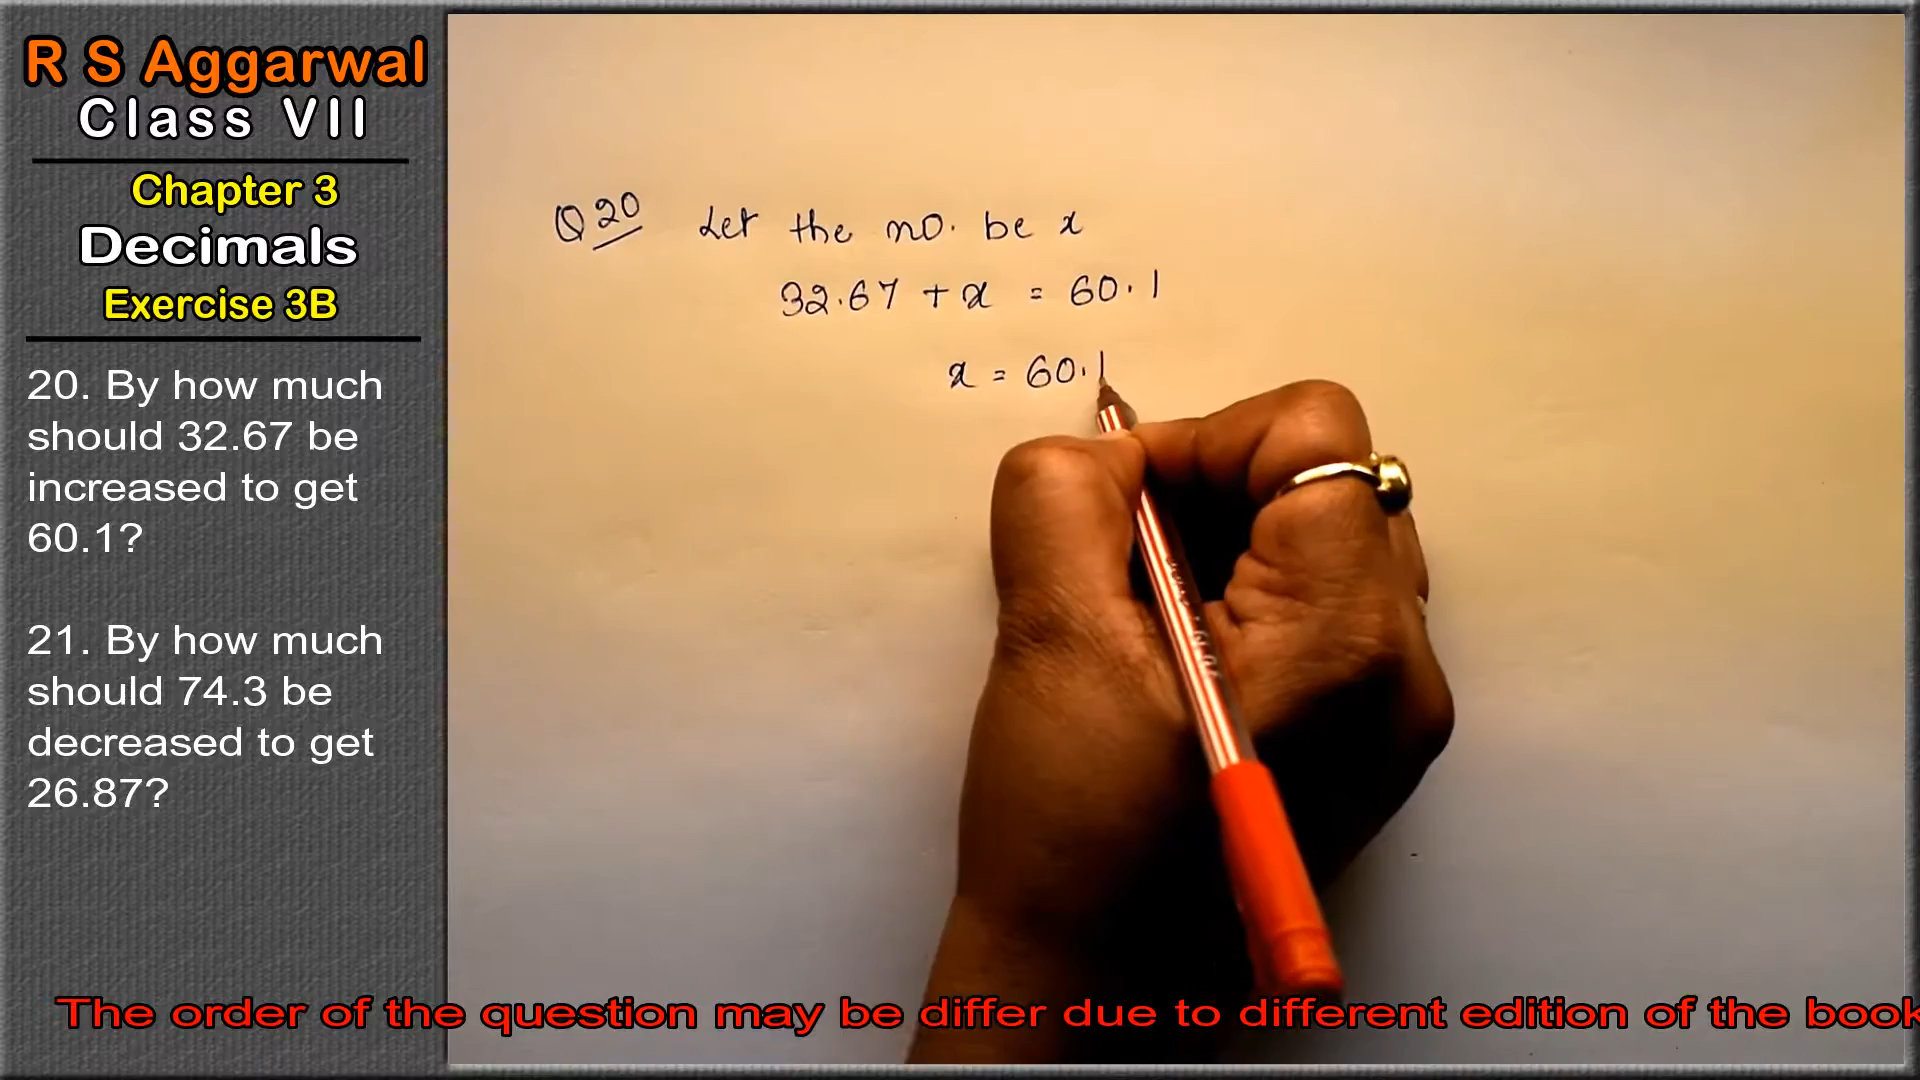 R S Aggarwal
Class VII
Chapter 3
Decimals
Exercise 3B
20. By how much
should 32.67 be
increased to get
60.1?
21. By how much
should 74.3 be
decreased to get
26.87?
Q20 Let the no. be x
32.67 + x = 60.1
x = 60.1
The order of the question may be differ due to different edition of the book